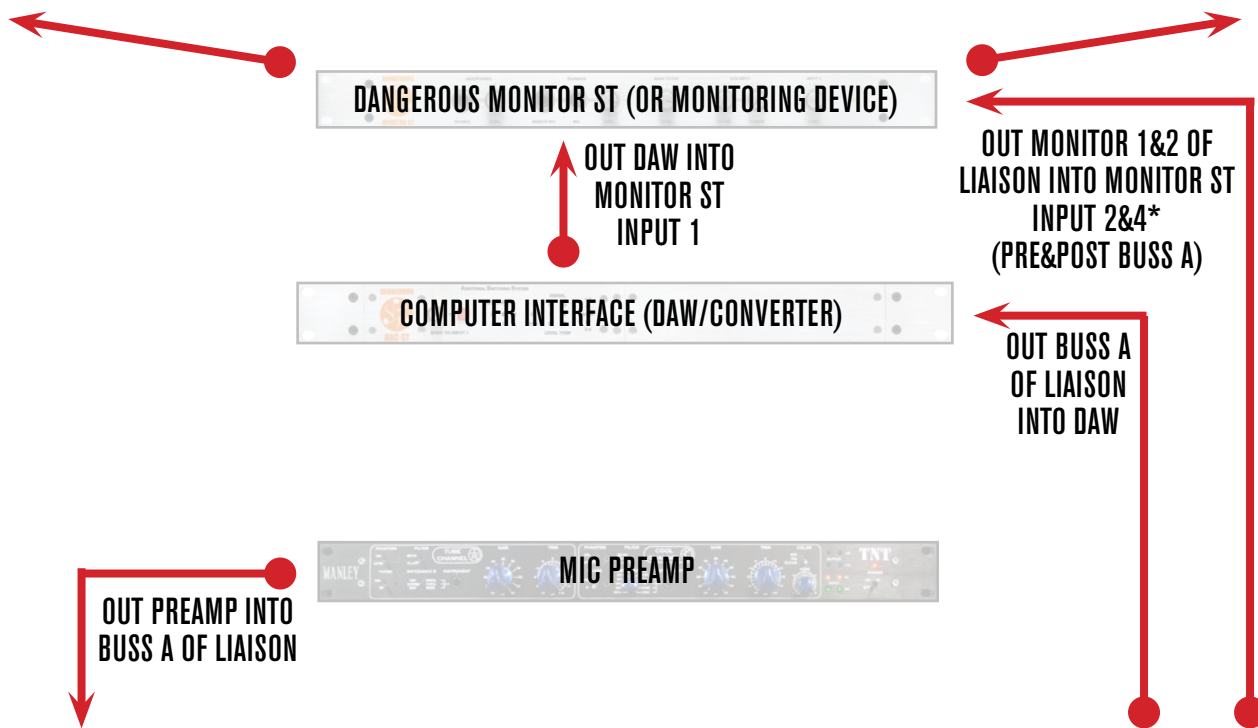 DANGEROUS MONITOR ST (OR MONITORING DEVICE)
OUT DAW INTO
MONITOR ST
INPUT 1
OUT MONITOR 1&2 OF
LIAISON INTO MONITOR ST
INPUT 2&4*
(PRE&POST BUSS A)
COMPUTER INTERFACE (DAW/CONVERTER)
OUT BUSS A
OF LIAISON
INTO DAW
MANLEY
MIC PREAMP
TNT
OUT PREAMP INTO
BUSS A OF LIAISON